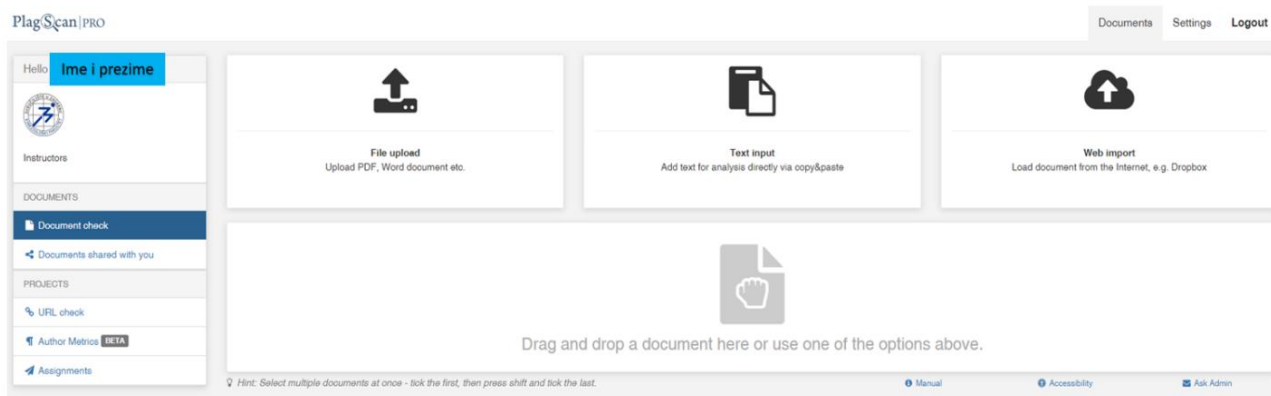 PlagScan|PRO
Documents Settings Logout
Hello Ime i prezime
Instructors
DOCUMENTS
Document check
Documents shared with you
PROJECTS
URL check
Author Metrics BETA
Assignments
File upload
Upload PDF, Word document etc.
Text input
Add text for analysis directly via copy&paste
Web import
Load document from the Internet, e.g. Dropbox
Drag and drop a document here or use one of the options above.
Hint: Select multiple documents at once - tick the first, then press shift and tick the last.
Manual Accessibility Ask Admin